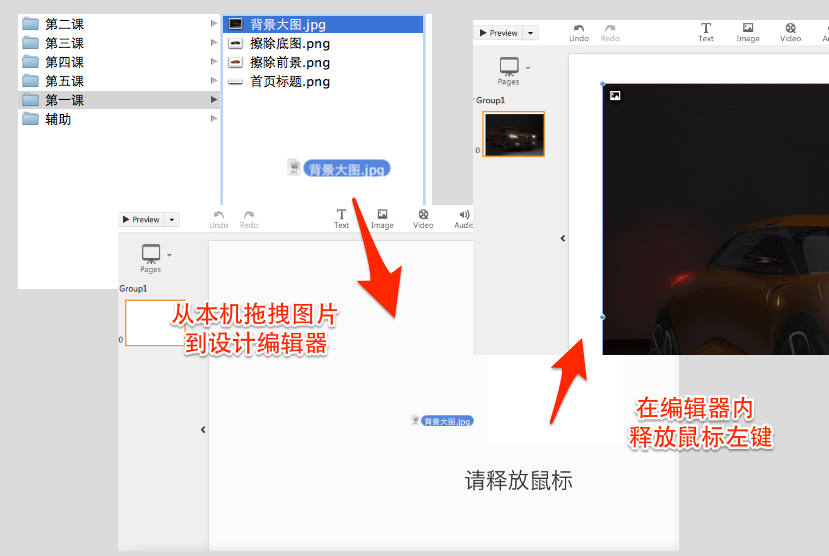 第二课
第三课
第四课
第五课
第一课
辅助
背景大图.jpg
擦除底图.png
擦除前景.png
首页标题.png
背景大图.jpg
Preview
Undo
Redo
Text
Image
Video
Pages
Group1
0
Preview
Undo
Redo
Text
Image
Video
Audio
Pages
Group1
0
从本机拖拽图片
到设计编辑器
背景大图.jpg
请释放鼠标
在编辑器内
释放鼠标左键